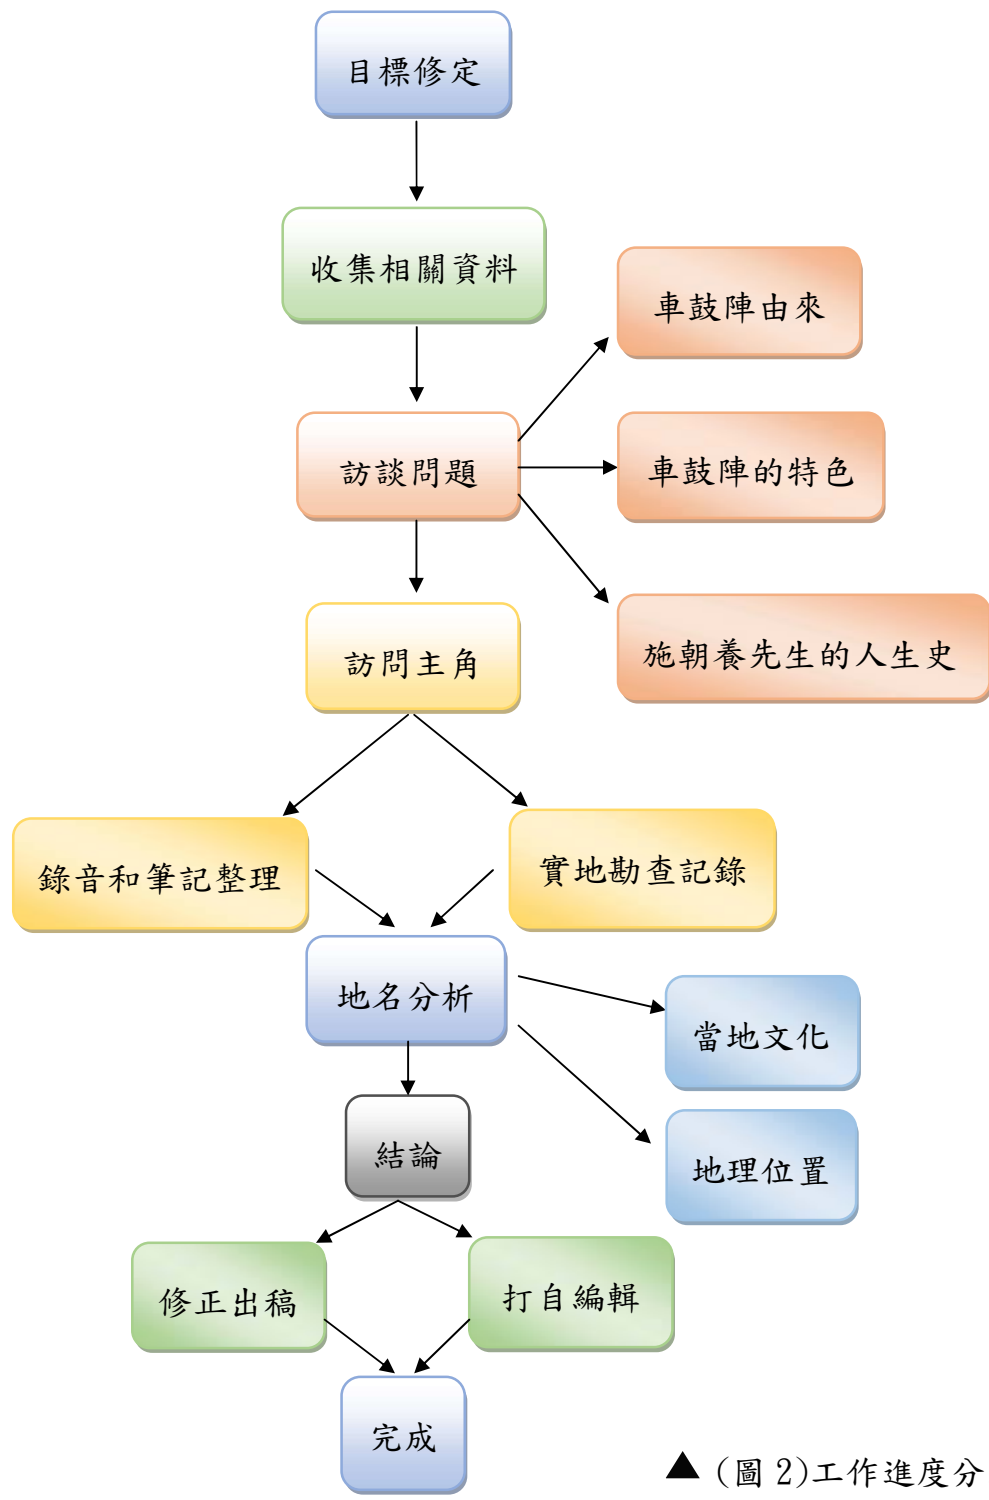 目標修定
收集相關資料
車鼓陣由來
訪談問題
車鼓陣的特色
訪問主角
施朝養先生的人生史
錄音和筆記整理
實地勘查記錄
地名分析
當地文化
結論
地理位置
修正出稿
打自編輯
完成
▲ (圖 2)工作進度分